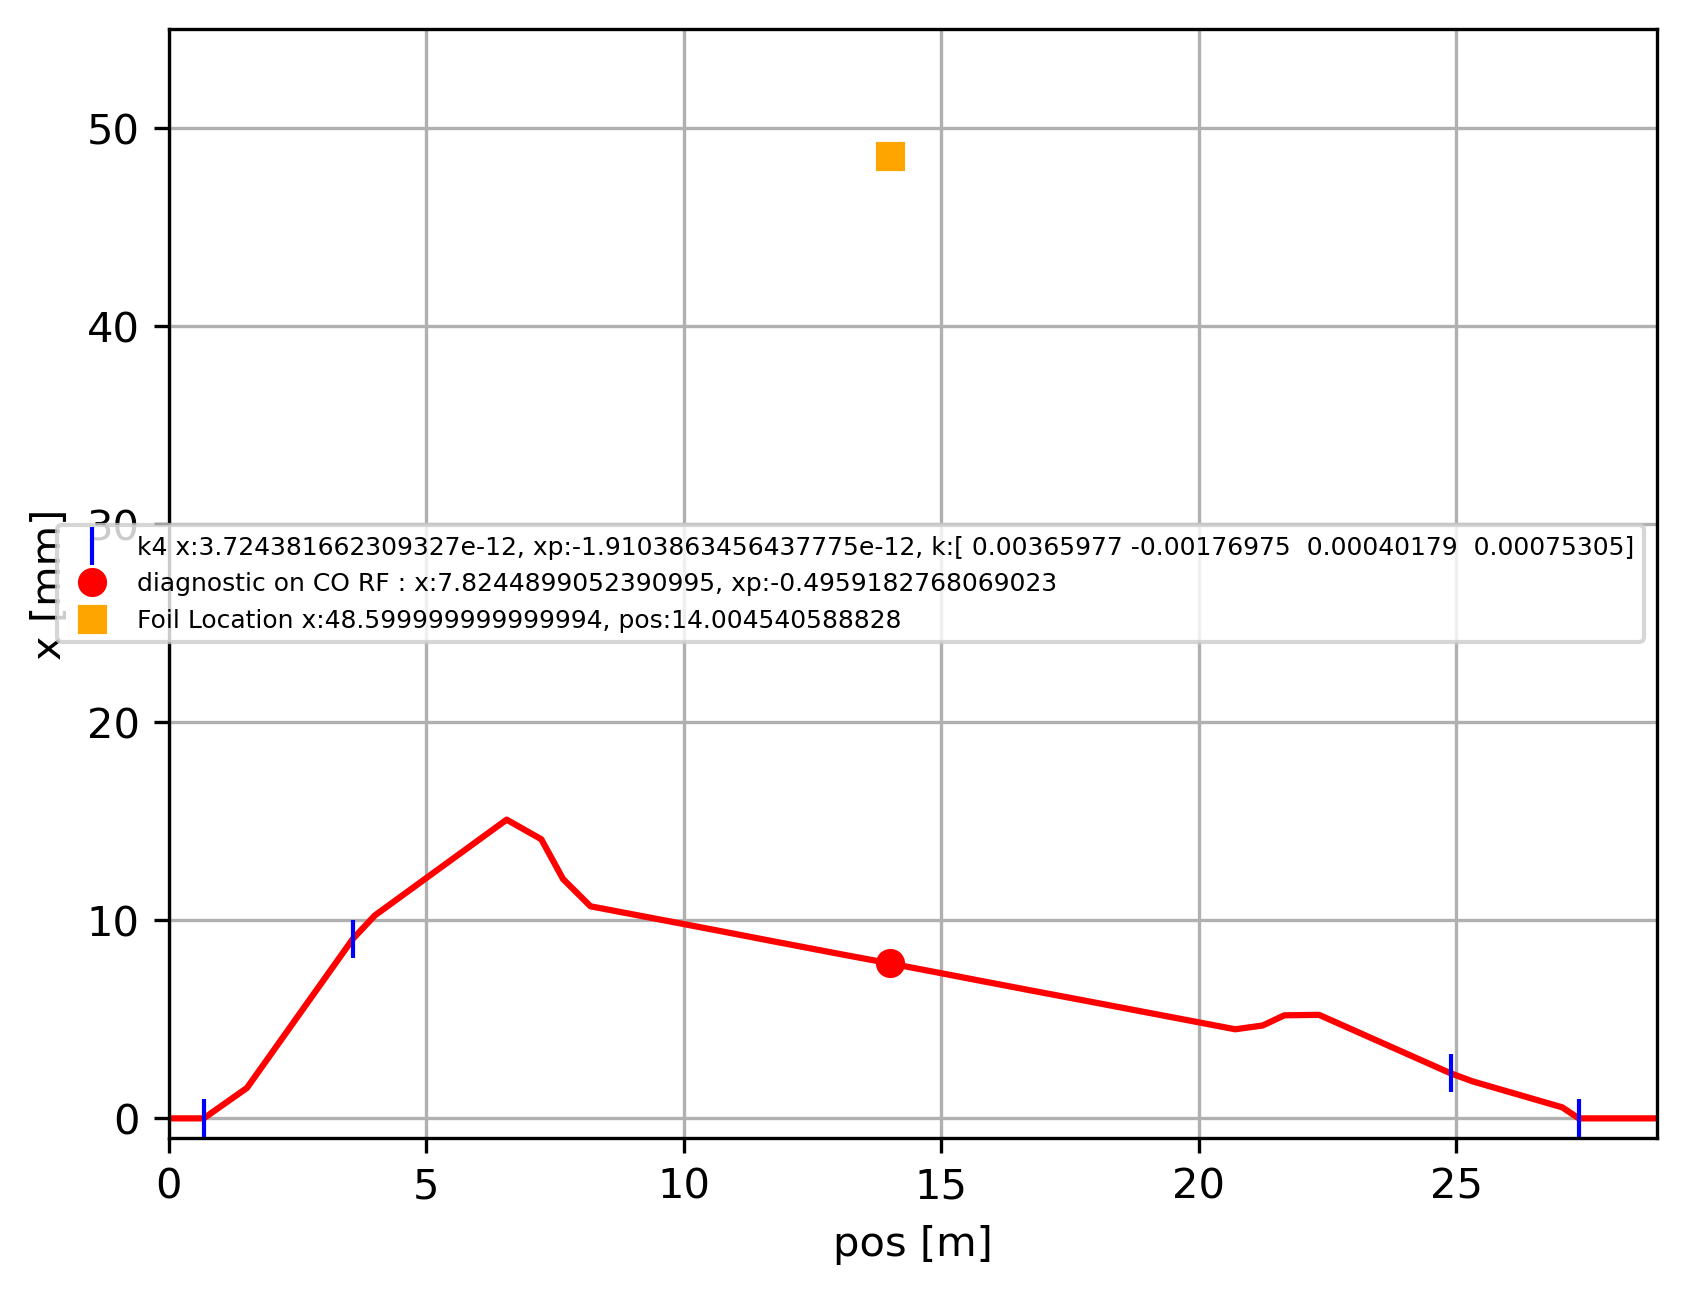 50
40
30
x [mm]
k4 x:3.724381662309327e-12, xp:-1.9103863456437775e-12, k:[ 0.00365977 -0.00176975  0.00040179  0.00075305]
diagnostic on CO RF : x:7.8244899052390995, xp:-0.4959182768069023
Foil Location x:48.599999999999994, pos:14.004540588828
20
10
0
0 5 10 15 20 25
pos [m]